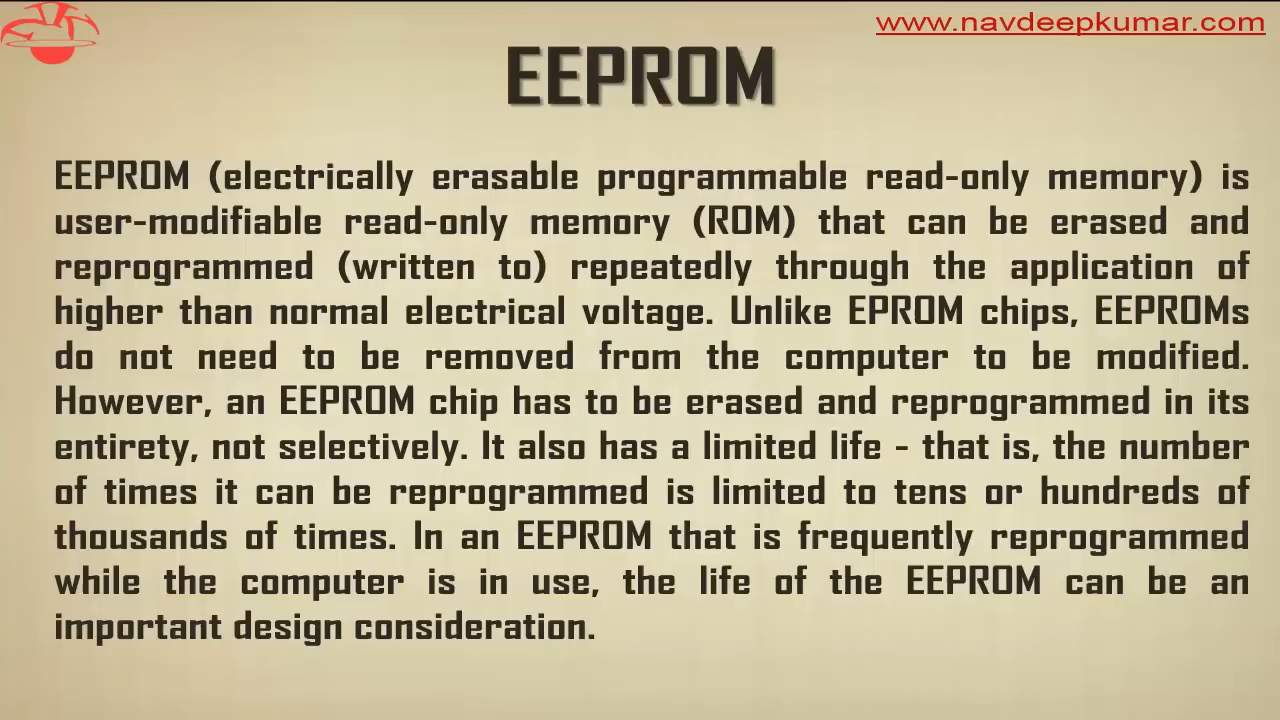 www.navdeepkumar.com
EEPROM
EEPROM (electrically erasable programmable read-only memory) is
user-modifiable read-only memory (ROM) that can be erased and
reprogrammed (written to) repeatedly through the application of
higher than normal electrical voltage. Unlike EPROM chips, EEPROMs
do not need to be removed from the computer to be modified.
However, an EEPROM chip has to be erased and reprogrammed in its
entirety, not selectively. It also has a limited life - that is, the number
of times it can be reprogrammed is limited to tens or hundreds of
thousands of times. In an EEPROM that is frequently reprogrammed
while the computer is in use, the life of the EEPROM can be an
important design consideration.